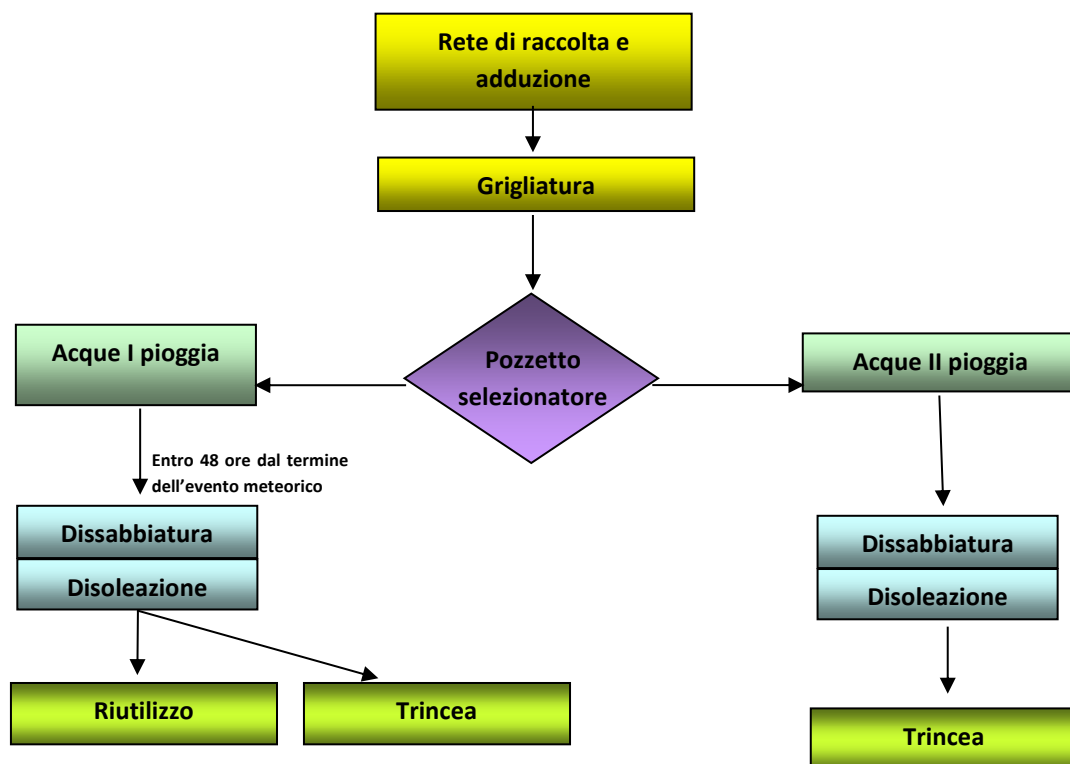 Rete di raccolta e
adduzione
Grigliatura
Pozzetto
selezionatore
Acque I pioggia
Acque II pioggia
Entro 48 ore dal termine
dell'evento meteorico
Dissabbiatura
Disoleazione
Dissabbiatura
Disoleazione
Riutilizzo
Trincea
Trincea